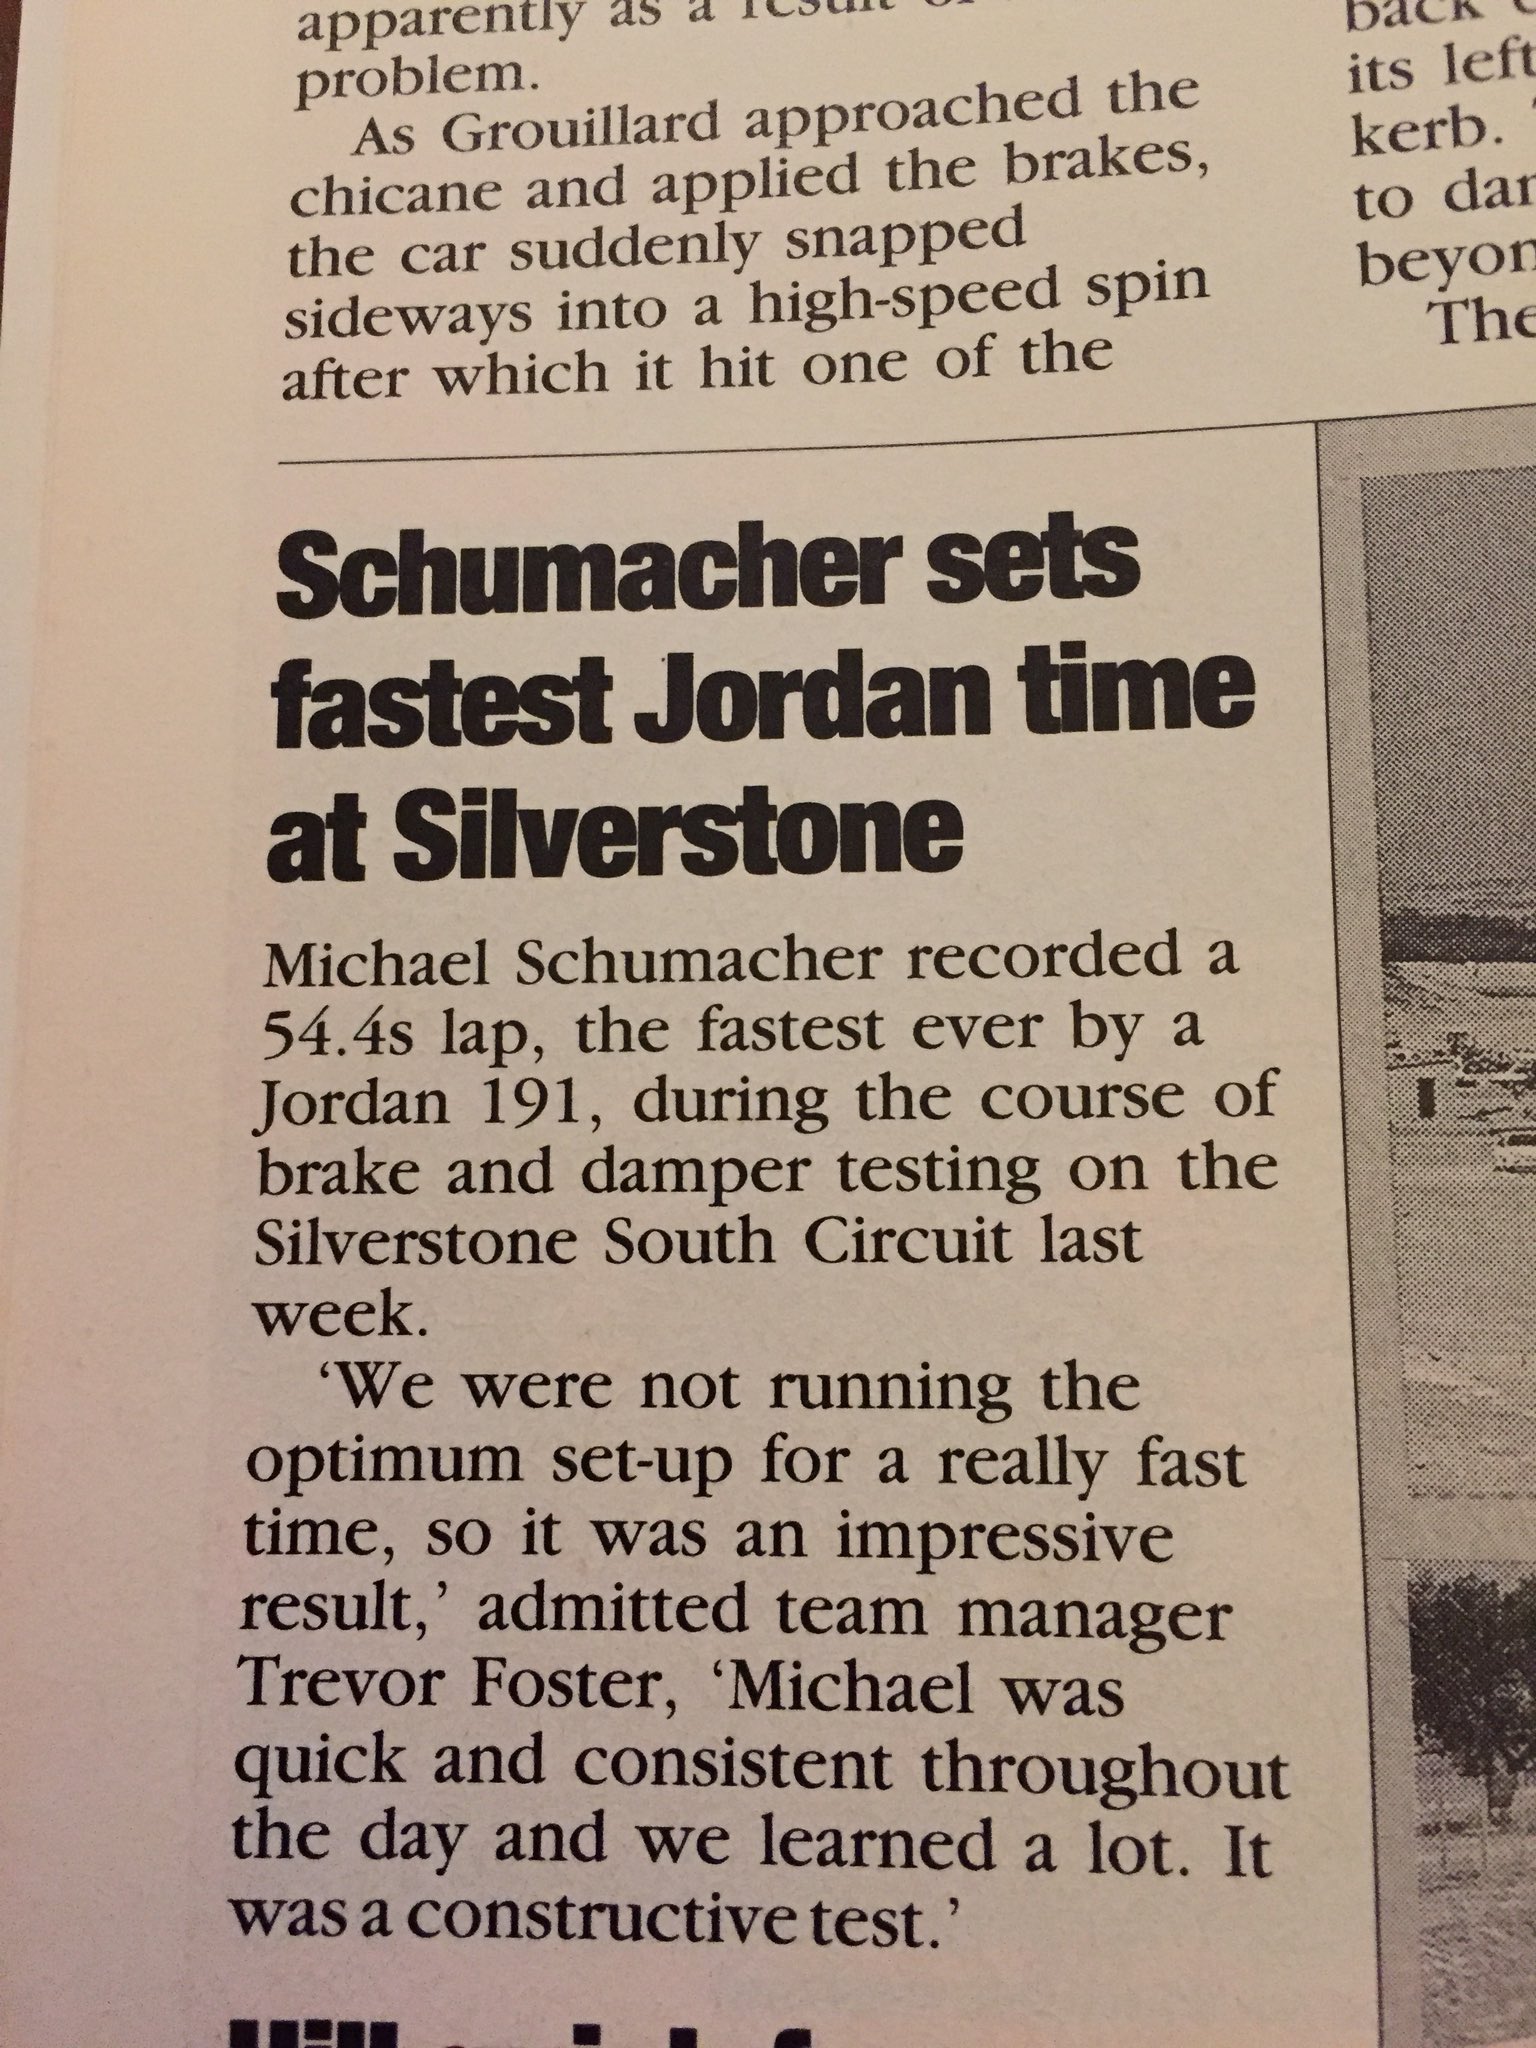 apparently as a result of
problem.
As Grouillard approached the
chicane and applied the brakes,
the car suddenly snapped
sideways into a high-speed spin
after which it hit one of the
back
its left
kerb.
to
beyon
The
Schumacher sets
fastest Jordan time
at Silverstone
Michael Schumacher recorded a
54.4s lap, the fastest ever by a
Jordan 191, during the course of
brake and damper testing on the
Silverstone South Circuit last
week.
‘We were not running the
optimum set-up for a really fast
time, so it was an impressive
result,’ admitted team manager
Trevor Foster, ‘Michael was
quick and consistent throughout
the day and we learned a lot. It
was a constructive test.’